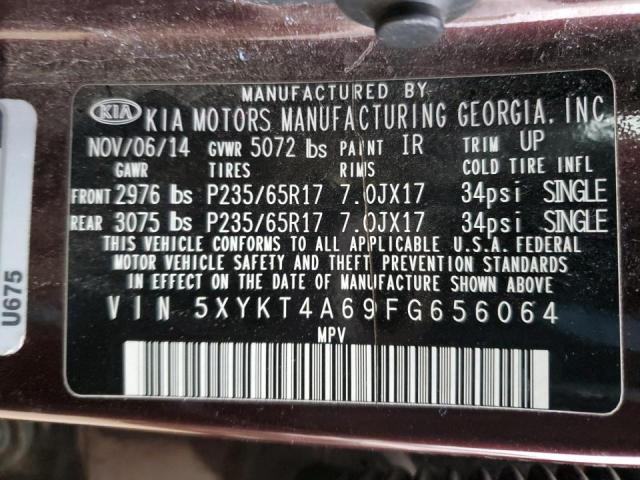 MANUFACTURED BY
KIA KIA MOTORS MANUFACTURING GEORGIA, INC
NOV/06/14 GVWR 5072 lbs PAINT IR TRIM UP
GAWR TIRES RIMS COLD TIRE INFL
FRONT 2976 lbs P235/65R17 7.0JX17 34psi SINGLE
REAR 3075 lbs P235/65R17 7.0JX17 34psi SINGLE
THIS VEHICLE CONFORMS TO ALL APPLICABLE U.S.A. FEDERAL
MOTOR VEHICLE SAFETY AND THEFT PREVENTION STANDARDS
IN EFFECT ON THE DATE OF MANUFACTURE SHOWN ABOVE
VIN 5XYKT4A69FG656064
MPV
U675